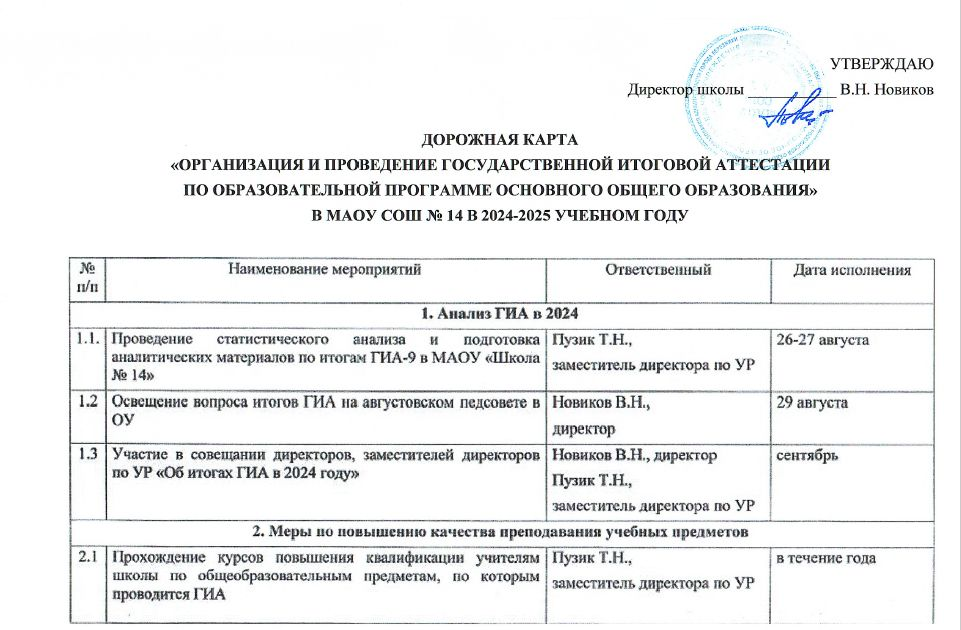 УТВЕРЖДАЮ
Директор школы ___________ В.Н. Новиков
ДОРОЖНАЯ КАРТА
«ОРГАНИЗАЦИЯ И ПРОВЕДЕНИЕ ГОСУДАРСТВЕННОЙ ИТОГОВОЙ АТТЕСТАЦИИ
ПО ОБРАЗОВАТЕЛЬНОЙ ПРОГРАММЕ ОСНОВНОГО ОБЩЕГО ОБРАЗОВАНИЯ»
В МАОУ СОШ № 14 В 2024-2025 УЧЕБНОМ ГОДУ
№ п/п
Наименование мероприятий
Ответственный
Дата исполнения
1. Анализ ГИА в 2024
1.1.
Проведение статистического анализа и подготовка
аналитических материалов по итогам ГИА-9 в МАОУ «Школа
№ 14»
Пузик Т.Н.,
заместитель директора по УР
26-27 августа
1.2
Освещение вопроса итогов ГИА на августовском педсовете в
ОУ
Новиков В.Н.,
директор
29 августа
1.3
Участие в совещании директоров, заместителей директоров
по УР «Об итогах ГИА в 2024 году»
Новиков В.Н., директор
Пузик Т.Н.,
заместитель директора по УР
сентябрь
2. Меры по повышению качества преподавания учебных предметов
2.1
Прохождение курсов повышения квалификации учителям
школы по общеобразовательным предметам, по которым
проводится ГИА
Пузик Т.Н.,
заместитель директора по УР
в течение года